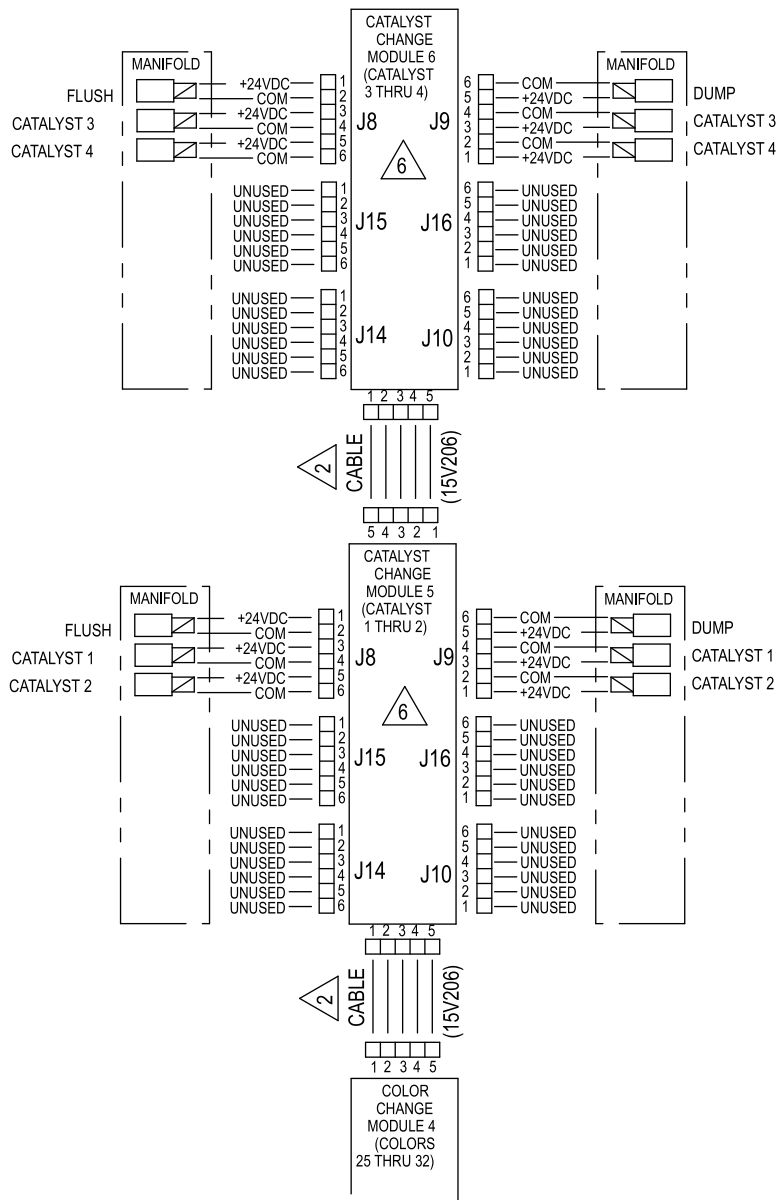 CATALYST
CHANGE
MODULE 6
(CATALYST
3 THRU 4)
MANIFOLD
FLUSH
CATALYST 3
CATALYST 4
+24VDC 1
COM 2
+24VDC 3
COM 4
+24VDC 5
COM 6
J8
J9
6
6 COM
5 +24VDC
4 COM
3 +24VDC
2 COM
1 +24VDC
MANIFOLD
DUMP
CATALYST 3
CATALYST 4
UNUSED 1
UNUSED 2
UNUSED 3
UNUSED 4
UNUSED 5
UNUSED 6
J15
J16
6 UNUSED
5 UNUSED
4 UNUSED
3 UNUSED
2 UNUSED
1 UNUSED
UNUSED 1
UNUSED 2
UNUSED 3
UNUSED 4
UNUSED 5
UNUSED 6
J14
J10
6 UNUSED
5 UNUSED
4 UNUSED
3 UNUSED
2 UNUSED
1 UNUSED
1 2 3 4 5
2
CABLE
(15V206)
5 4 3 2 1
CATALYST
CHANGE
MODULE 5
(CATALYST
1 THRU 2)
MANIFOLD
FLUSH
CATALYST 1
CATALYST 2
+24VDC 1
COM 2
+24VDC 3
COM 4
+24VDC 5
COM 6
J8
J9
6
6 COM
5 +24VDC
4 COM
3 +24VDC
2 COM
1 +24VDC
MANIFOLD
DUMP
CATALYST 1
CATALYST 2
UNUSED 1
UNUSED 2
UNUSED 3
UNUSED 4
UNUSED 5
UNUSED 6
J15
J16
6 UNUSED
5 UNUSED
4 UNUSED
3 UNUSED
2 UNUSED
1 UNUSED
UNUSED 1
UNUSED 2
UNUSED 3
UNUSED 4
UNUSED 5
UNUSED 6
J14
J10
6 UNUSED
5 UNUSED
4 UNUSED
3 UNUSED
2 UNUSED
1 UNUSED
1 2 3 4 5
2
CABLE
(15V206)
1 2 3 4 5
COLOR
CHANGE
MODULE 4
(COLORS
25 THRU 32)